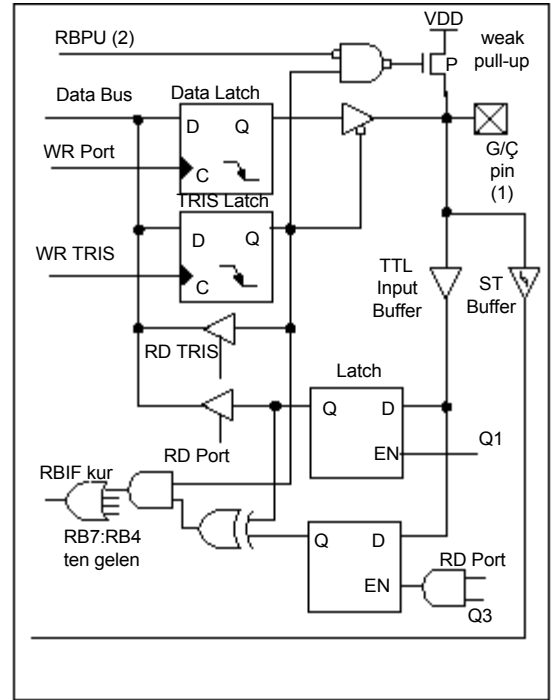 VDD
RBPU (2)
weak
pull-up
P
Data Bus
Data Latch
D Q
WR Port
C
G/Ç
pin
(1)
TRIS Latch
D Q
WR TRIS
C
TTL
Input
Buffer
ST
Buffer
RD TRIS
Latch
Q D
RD Port
EN
Q1
RBIF kur
RB7:RB4
ten gelen
Q D
RD Port
EN
Q3